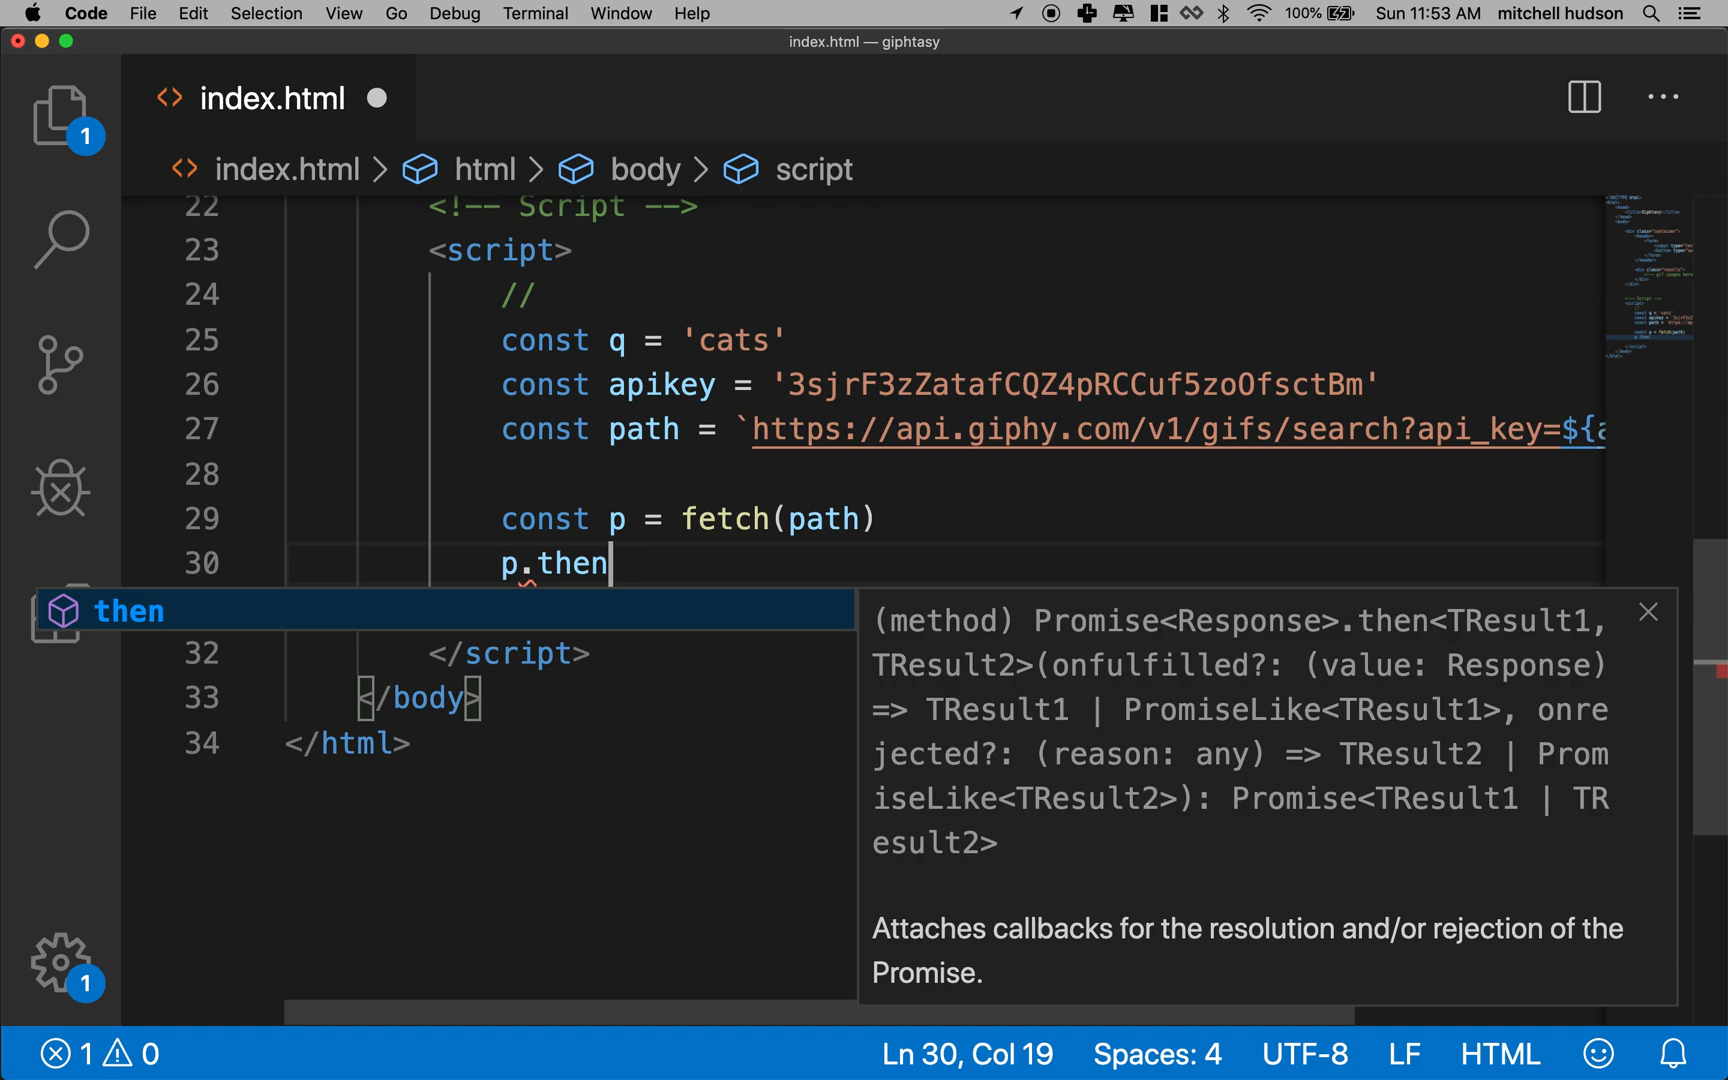 Code File Edit Selection View Go Debug Terminal Window Help 100% Sun 11:53 AM mitchell hudson
index.html — giphtasy
index.html
1
index.html > html > body > script
22 <!-- Script -->
23 <script>
24 //
25 const q = 'cats'
26 const apikey = '3sjrF3zZatafCQZ4pRCCuf5zoOfsctBm'
27 const path = `https://api.giphy.com/v1/gifs/search?api_key=${a
28
29 const p = fetch(path)
30 p.then
then
(method) Promise<Response>.then<TResult1,
TResult2>(onfulfilled?: (value: Response)
=> TResult1 | PromiseLike<TResult1>, onre
jected?: (reason: any) => TResult2 | Prom
iseLike<TResult2>): Promise<TResult1 | TR
esult2>
Attaches callbacks for the resolution and/or rejection of the
Promise.
32 </script>
33 </body>
34 </html>
1
1 0 Ln 30, Col 19 Spaces: 4 UTF-8 LF HTML